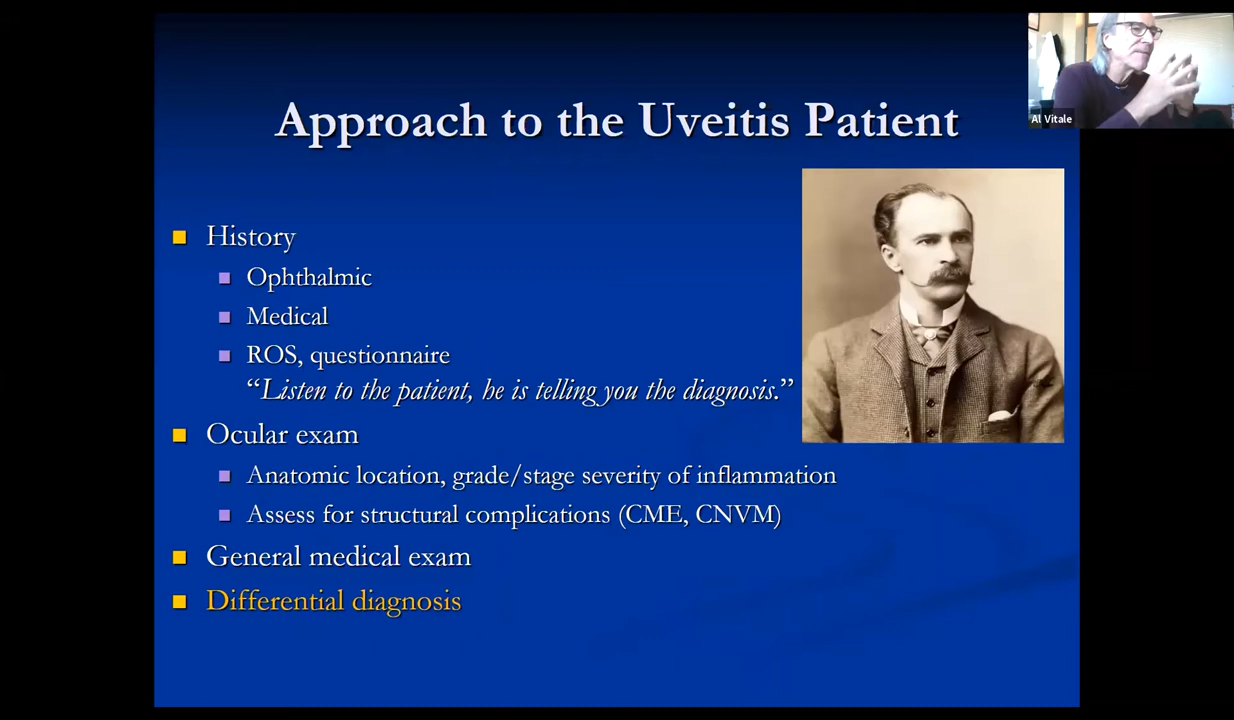 Approach to the Uveitis Patient
Al Vitale
History
Ophthalmic
Medical
ROS, questionnaire
“Listen to the patient, he is telling you the diagnosis.”
Ocular exam
Anatomic location, grade/stage severity of inflammation
Assess for structural complications (CME, CNVM)
General medical exam
Differential diagnosis